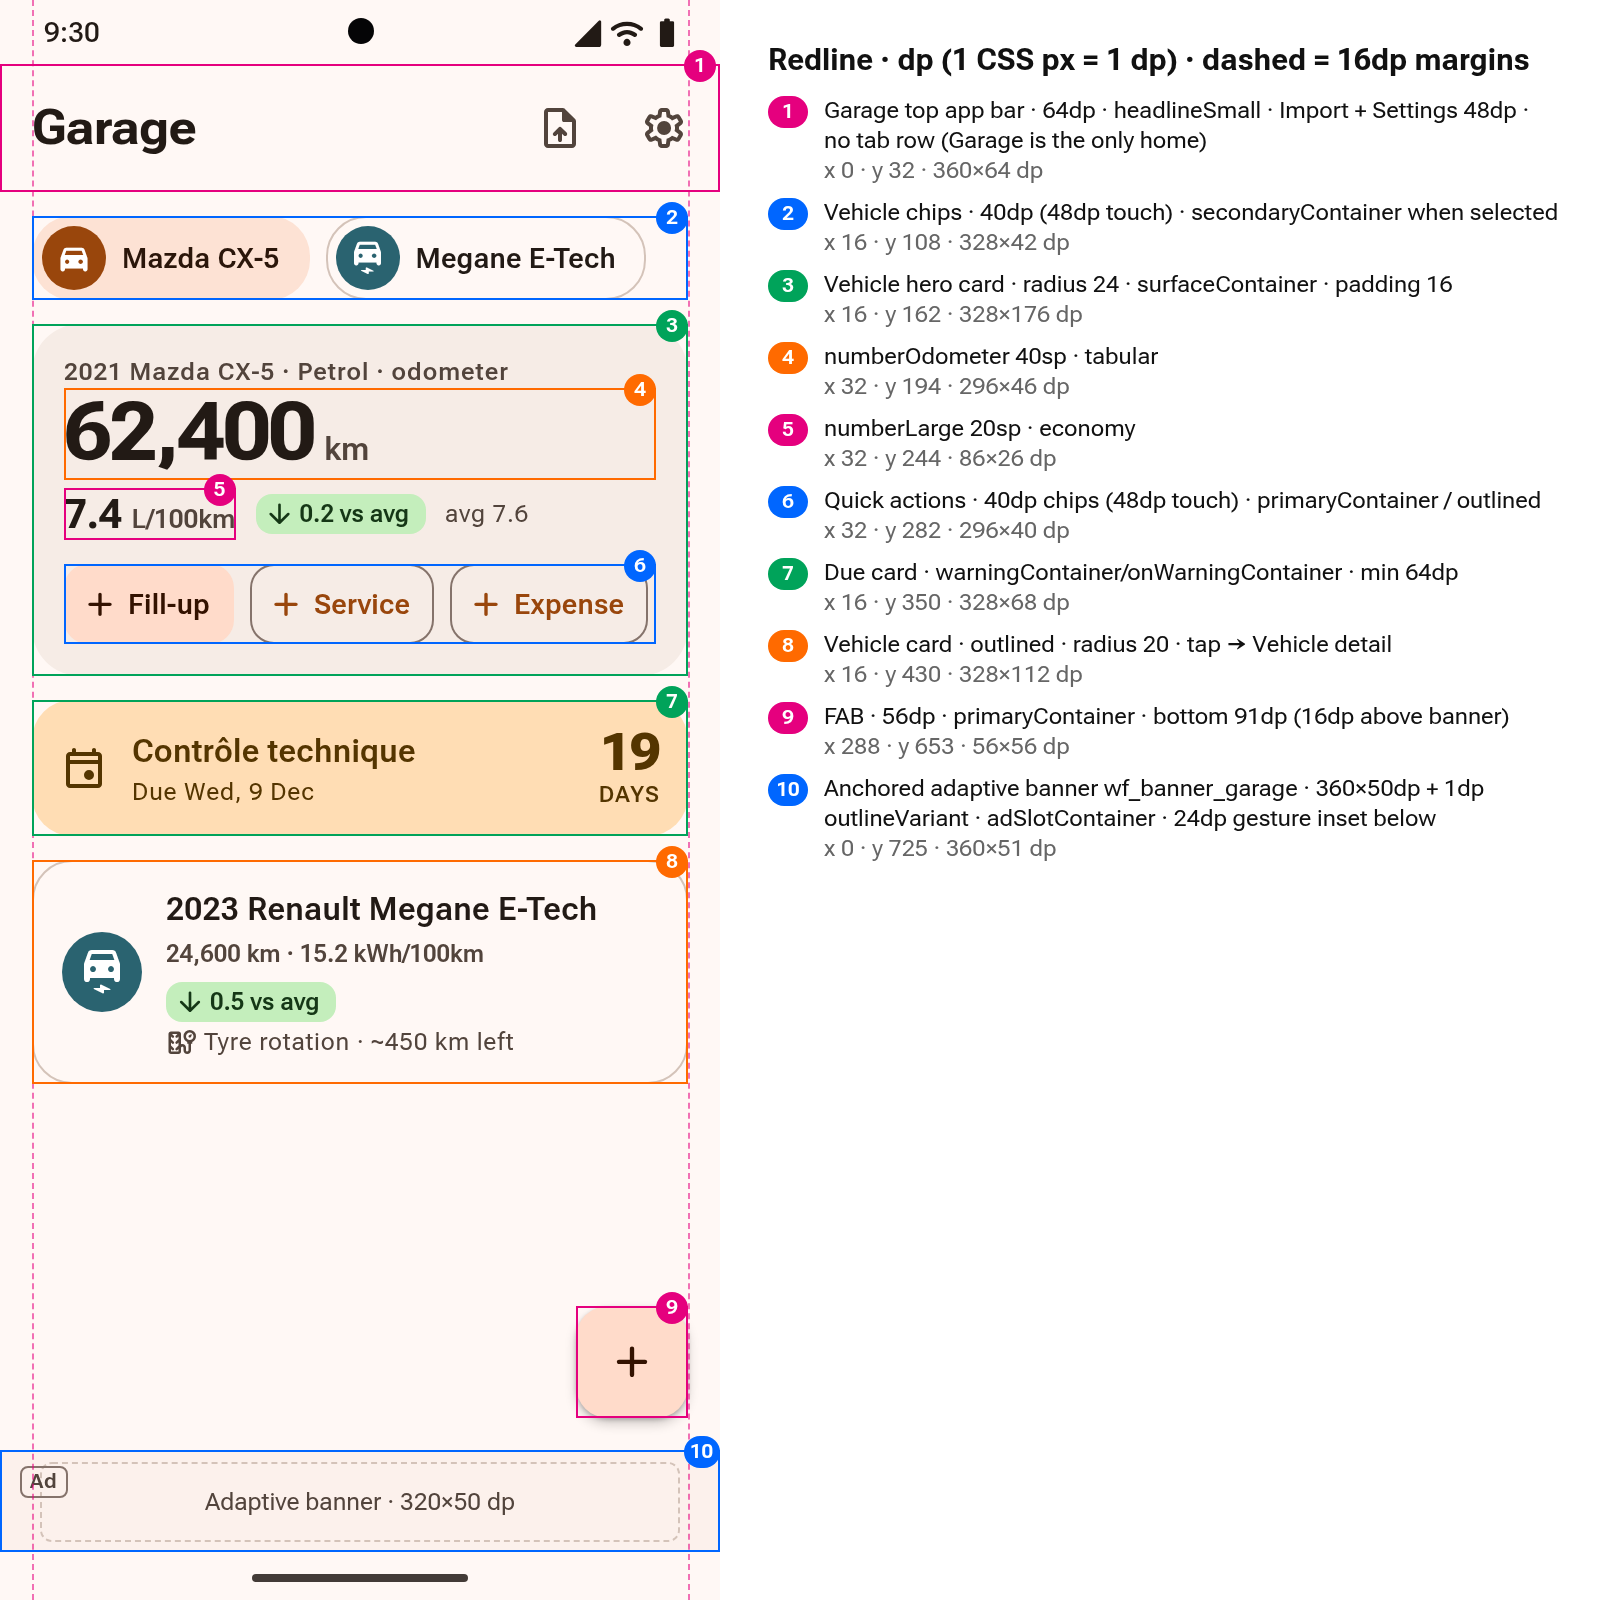 9:30
1
Garage
2
Mazda CX-5
Megane E-Tech
3
2021 Mazda CX-5 · Petrol · odometer
4
62,400 km
5
7.4 L/100km
0.2 vs avg
avg 7.6
6
Fill-up
Service
Expense
7
Contrôle technique
Due Wed, 9 Dec
19
DAYS
8
2023 Renault Megane E-Tech
24,600 km · 15.2 kWh/100km
0.5 vs avg
Tyre rotation · ~450 km left
9
10
Ad
Adaptive banner · 320×50 dp
Redline · dp (1 CSS px = 1 dp) · dashed = 16dp margins
1 Garage top app bar · 64dp · headlineSmall · Import + Settings 48dp ·
no tab row (Garage is the only home)
x 0 · y 32 · 360×64 dp
2 Vehicle chips · 40dp (48dp touch) · secondaryContainer when selected
x 16 · y 108 · 328×42 dp
3 Vehicle hero card · radius 24 · surfaceContainer · padding 16
x 16 · y 162 · 328×176 dp
4 numberOdometer 40sp · tabular
x 32 · y 194 · 296×46 dp
5 numberLarge 20sp · economy
x 32 · y 244 · 86×26 dp
6 Quick actions · 40dp chips (48dp touch) · primaryContainer / outlined
x 32 · y 282 · 296×40 dp
7 Due card · warningContainer/onWarningContainer · min 64dp
x 16 · y 350 · 328×68 dp
8 Vehicle card · outlined · radius 20 · tap → Vehicle detail
x 16 · y 430 · 328×112 dp
9 FAB · 56dp · primaryContainer · bottom 91dp (16dp above banner)
x 288 · y 653 · 56×56 dp
10 Anchored adaptive banner wf_banner_garage · 360×50dp + 1dp
outlineVariant · adSlotContainer · 24dp gesture inset below
x 0 · y 725 · 360×51 dp